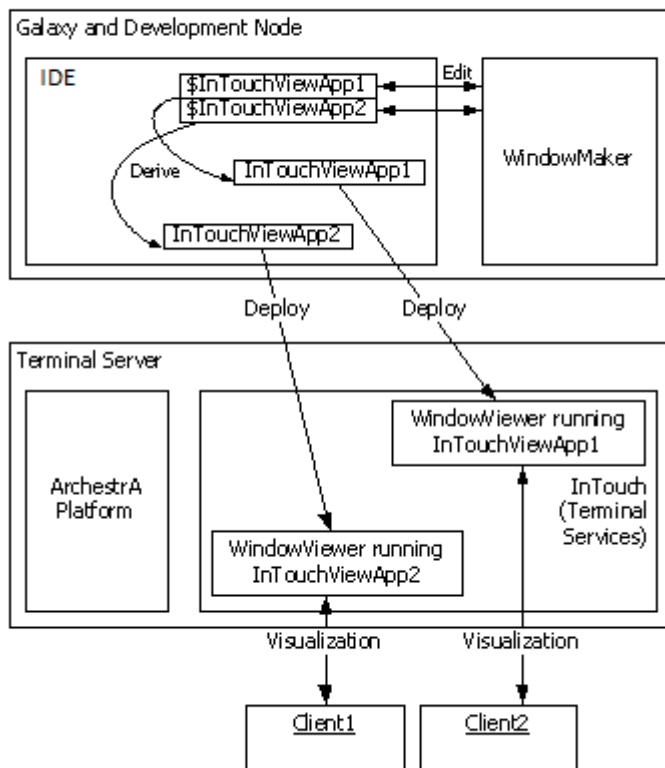 Galaxy and Development Node
IDE
$InTouchViewApp1
$InTouchViewApp2
Edit
WindowMaker
Derive
InTouchViewApp1
InTouchViewApp2
Deploy
Deploy
Terminal Server
ArchestrA
Platform
WindowViewer running
InTouchViewApp1
InTouch
(Terminal
Services)
WindowViewer running
InTouchViewApp2
Visualization
Visualization
Client1
Client2